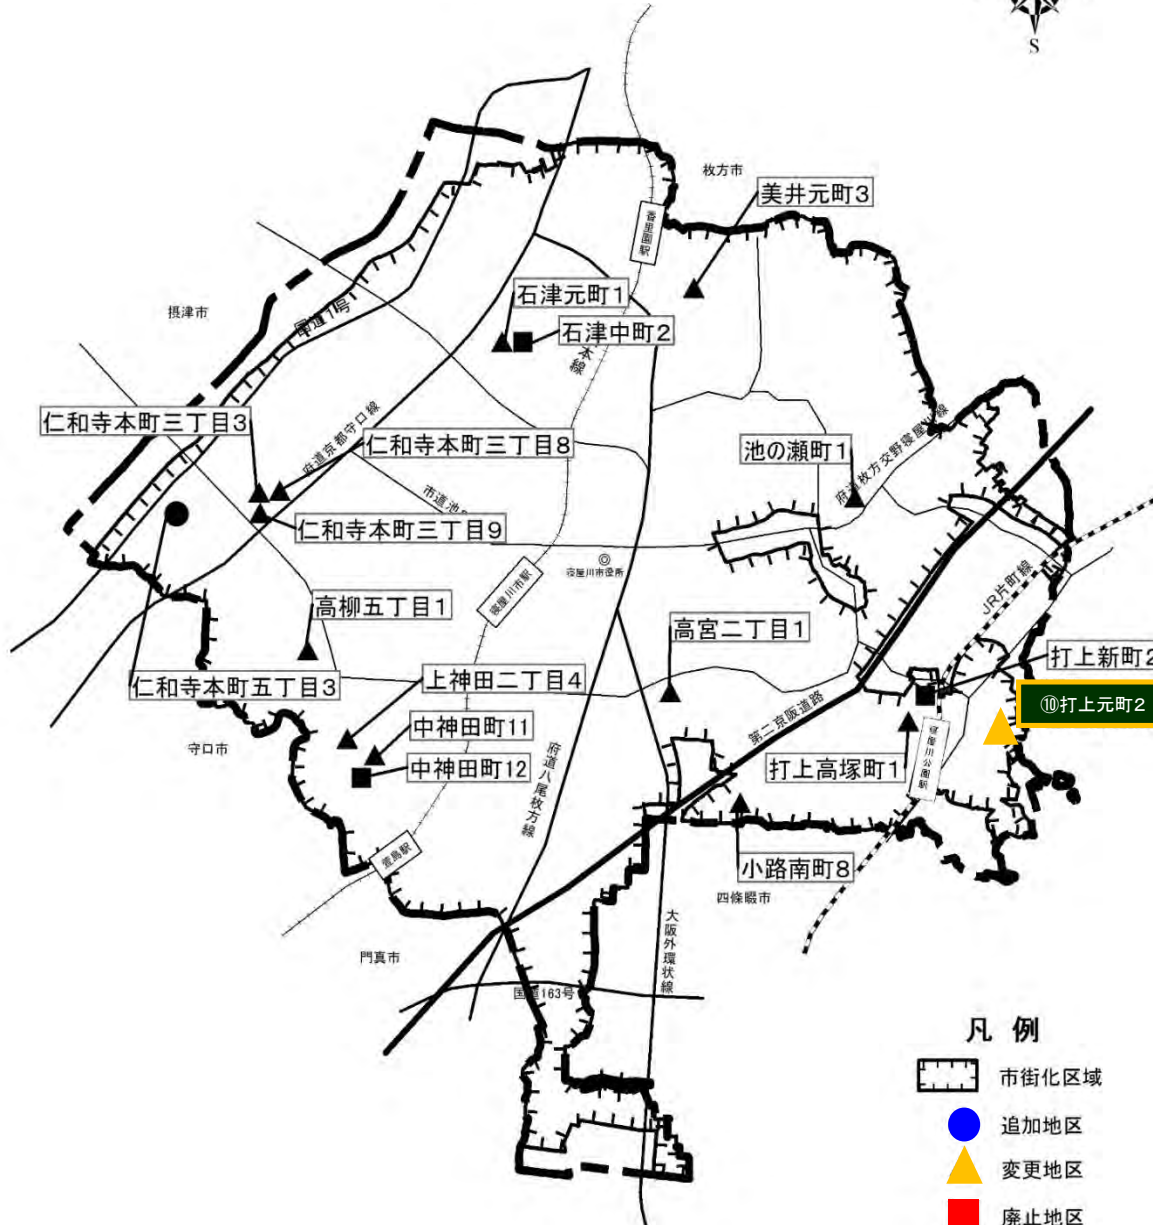 S
枚方市
美井元町3
香里園駅
石津元町1
摂津市
国道1号
石津中町2
本線
仁和寺本町三丁目3
府道京都守口線
仁和寺本町三丁目8
池の瀬町1
府道枚方交野寝屋川線
市道池
仁和寺本町三丁目9
寝屋川市役所
寝屋川市駅
JR片町線
高柳五丁目1
高宮二丁目1
打上新町2
仁和寺本町五丁目3
上神田二丁目4
⑩打上元町2
第二京阪道路
中神田町11
守口市
府道八尾枚方線
寝屋川公園駅
中神田町12
打上高塚町1
萱島駅
小路南町8
四條畷市
大阪外環状線
門真市
国道163号
凡例
市街化区域
追加地区
変更地区
廃止地区